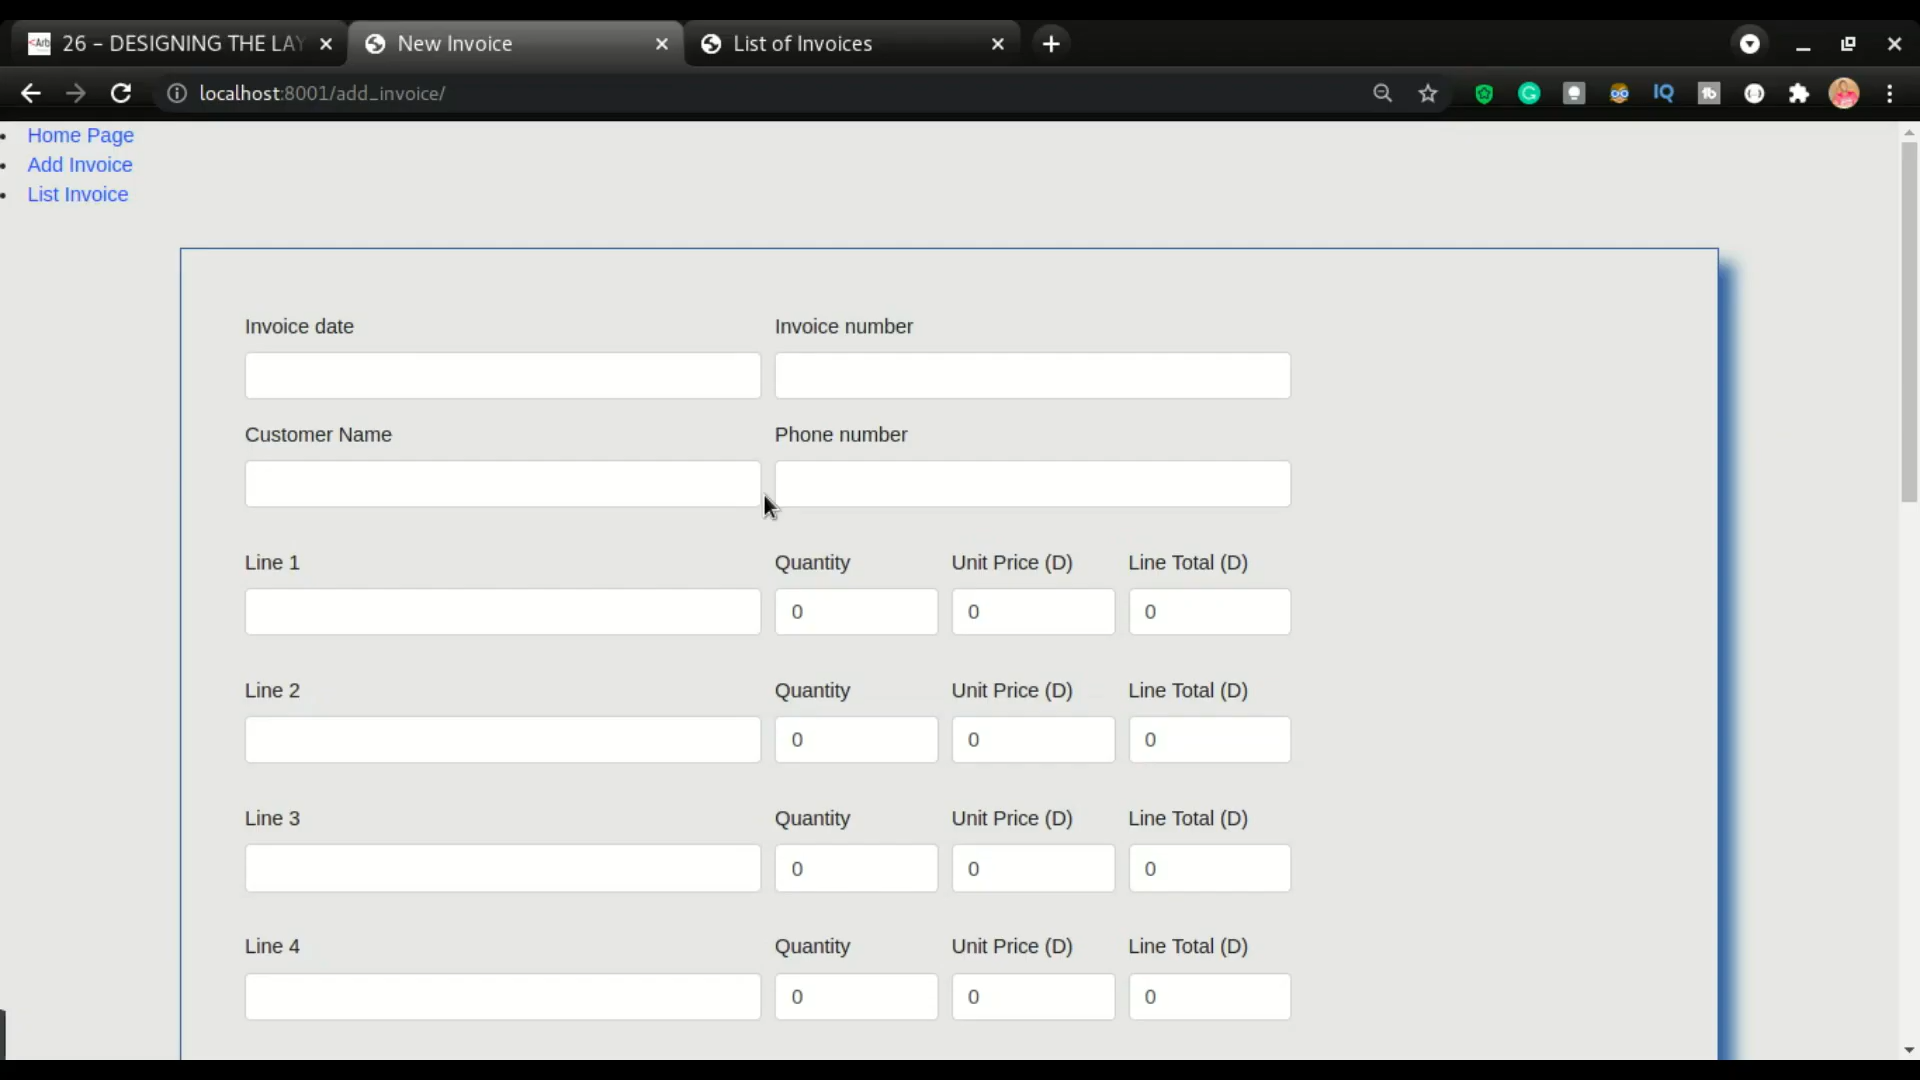 26 – DESIGNING THE LAY
New Invoice
List of Invoices
localhost:8001/add_invoice/
Home Page
Add Invoice
List Invoice
Invoice date
Invoice number
Customer Name
Phone number
Line 1
Quantity
Unit Price (D)
Line Total (D)
0
0
0
Line 2
Quantity
Unit Price (D)
Line Total (D)
0
0
0
Line 3
Quantity
Unit Price (D)
Line Total (D)
0
0
0
Line 4
Quantity
Unit Price (D)
Line Total (D)
0
0
0